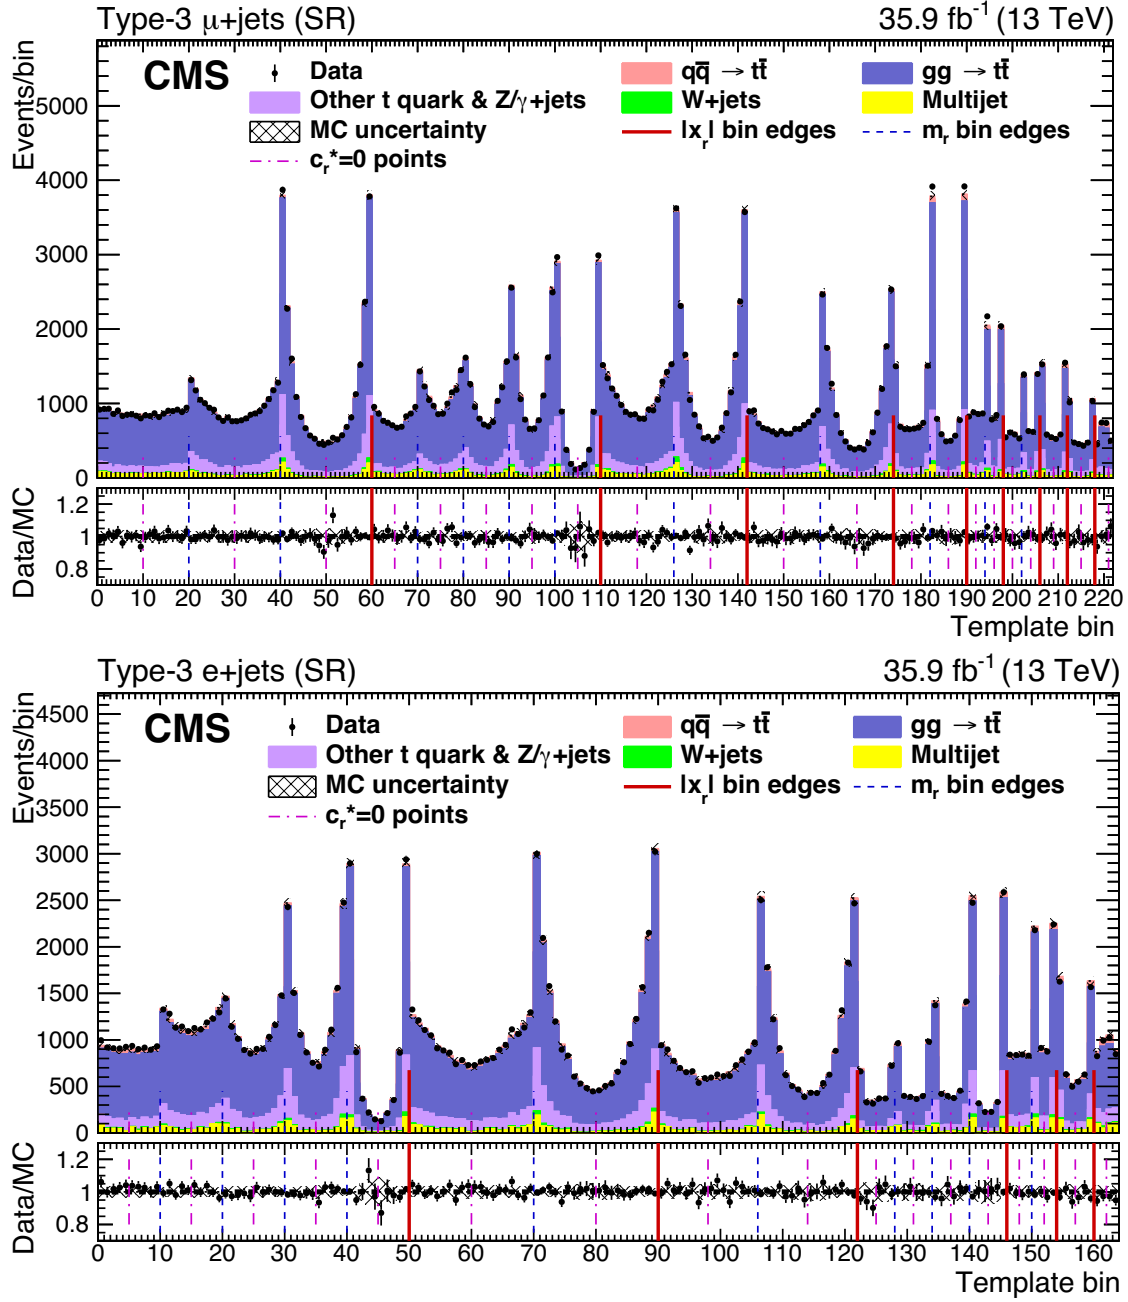 Type-3 μ+jets (SR) 35.9 fb⁻¹ (13 TeV)
Events/bin
CMS
Data
qq̄ → tt̄
gg → tt̄
Other t quark & Z/γ+jets
W+jets
Multijet
MC uncertainty
|x_r| bin edges
m_r bin edges
c_r*=0 points
5000
4000
3000
2000
1000
0
Data/MC
1.2
1
0.8
0 10 20 30 40 50 60 70 80 90 100 110 120 130 140 150 160 170 180 190 200 210 220
Template bin
Type-3 e+jets (SR) 35.9 fb⁻¹ (13 TeV)
Events/bin
CMS
Data
qq̄ → tt̄
gg → tt̄
Other t quark & Z/γ+jets
W+jets
Multijet
MC uncertainty
|x_r| bin edges
m_r bin edges
c_r*=0 points
4500
4000
3500
3000
2500
2000
1500
1000
500
0
Data/MC
1.2
1
0.8
0 10 20 30 40 50 60 70 80 90 100 110 120 130 140 150 160
Template bin